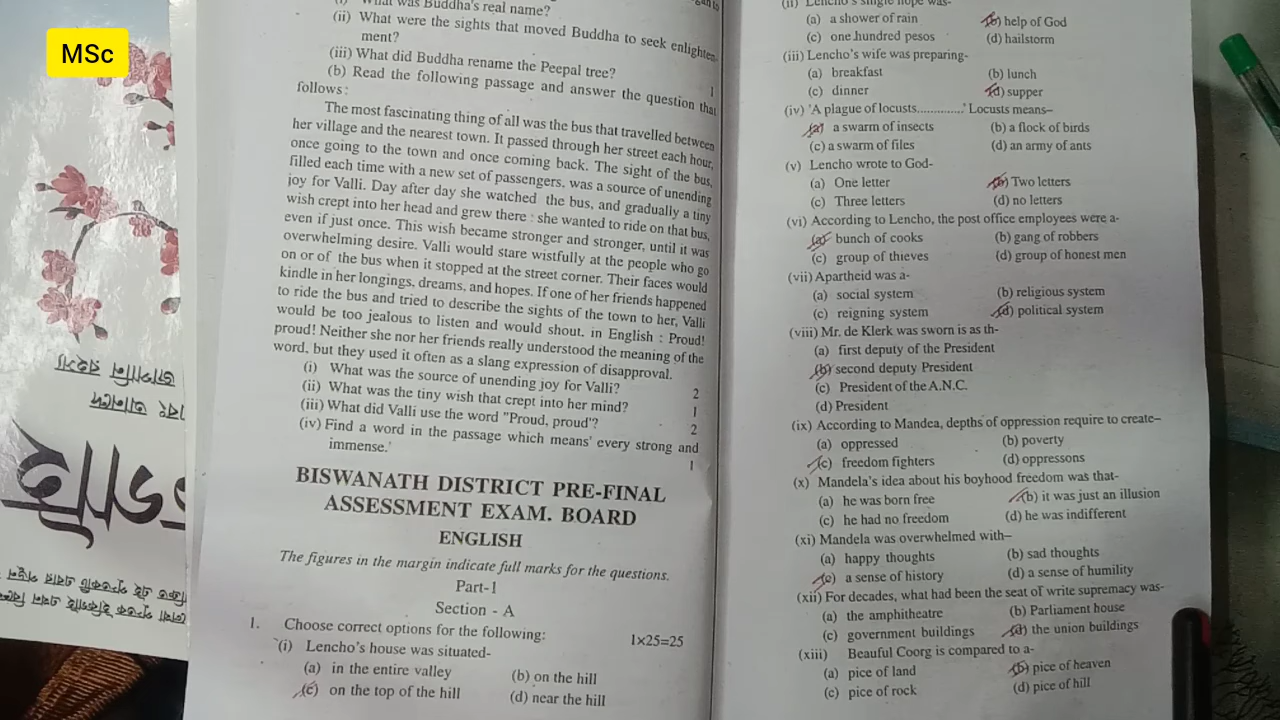 MSc
What was Buddha's real name?
(ii) What were the sights that moved Buddha to seek enlighten-
ment?
(iii) What did Buddha rename the Peepal tree?
1
(b) Read the following passage and answer the question that
follows :
The most fascinating thing of all was the bus that travelled between
her village and the nearest town. It passed through her street each hour,
once going to the town and once coming back. The sight of the bus,
filled each time with a new set of passengers, was a source of unending
joy for Valli. Day after day she watched the bus, and gradually a tiny
wish crept into her head and grew there : she wanted to ride on that bus,
even if just once. This wish became stronger and stronger, until it was
overwhelming desire. Valli would stare wistfully at the people who go
on or of the bus when it stopped at the street corner. Their faces would
kindle in her longings, dreams, and hopes. If one of her friends happened
to ride the bus and tried to describe the sights of the town to her, Valli
would be too jealous to listen and would shout. in English : Proud!
proud! Neither she nor her friends really understood the meaning of the
word, but they used it often as a slang expression of disapproval.
(i) What was the source of unending joy for Valli? 2
(ii) What was the tiny wish that crept into her mind? 1
(iii) What did Valli use the word "Proud, proud'? 2
(iv) Find a word in the passage which means' every strong and
immense.' 1
BISWANATH DISTRICT PRE-FINAL
ASSESSMENT EXAM. BOARD
ENGLISH
The figures in the margin indicate full marks for the questions.
Part-1
Section - A
1. Choose correct options for the following: 1×25=25
(i) Lencho's house was situated-
(a) in the entire valley (b) on the hill
(c) on the top of the hill (d) near the hill
(ii) Lencho's single hope was-
(a) a shower of rain (b) help of God
(c) one hundred pesos (d) hailstorm
(iii) Lencho's wife was preparing-
(a) breakfast (b) lunch
(c) dinner (d) supper
(iv) 'A plague of locusts..............' Locusts means–
(a) a swarm of insects (b) a flock of birds
(c) a swarm of files (d) an army of ants
(v) Lencho wrote to God-
(a) One letter (b) Two letters
(c) Three letters (d) no letters
(vi) According to Lencho, the post office employees were a-
(a) bunch of cooks (b) gang of robbers
(c) group of thieves (d) group of honest men
(vii) Apartheid was a-
(a) social system (b) religious system
(c) reigning system (d) political system
(viii) Mr. de Klerk was sworn is as th-
(a) first deputy of the President
(b) second deputy President
(c) President of the A.N.C.
(d) President
(ix) According to Mandea, depths of oppression require to create–
(a) oppressed (b) poverty
(c) freedom fighters (d) oppressons
(x) Mandela's idea about his boyhood freedom was that-
(a) he was born free (b) it was just an illusion
(c) he had no freedom (d) he was indifferent
(xi) Mandela was overwhelmed with–
(a) happy thoughts (b) sad thoughts
(c) a sense of history (d) a sense of humility
(xii) For decades, what had been the seat of write supremacy was-
(a) the amphitheatre (b) Parliament house
(c) government buildings (d) the union buildings
(xiii) Beauful Coorg is compared to a-
(a) pice of land (b) pice of heaven
(c) pice of rock (d) pice of hill